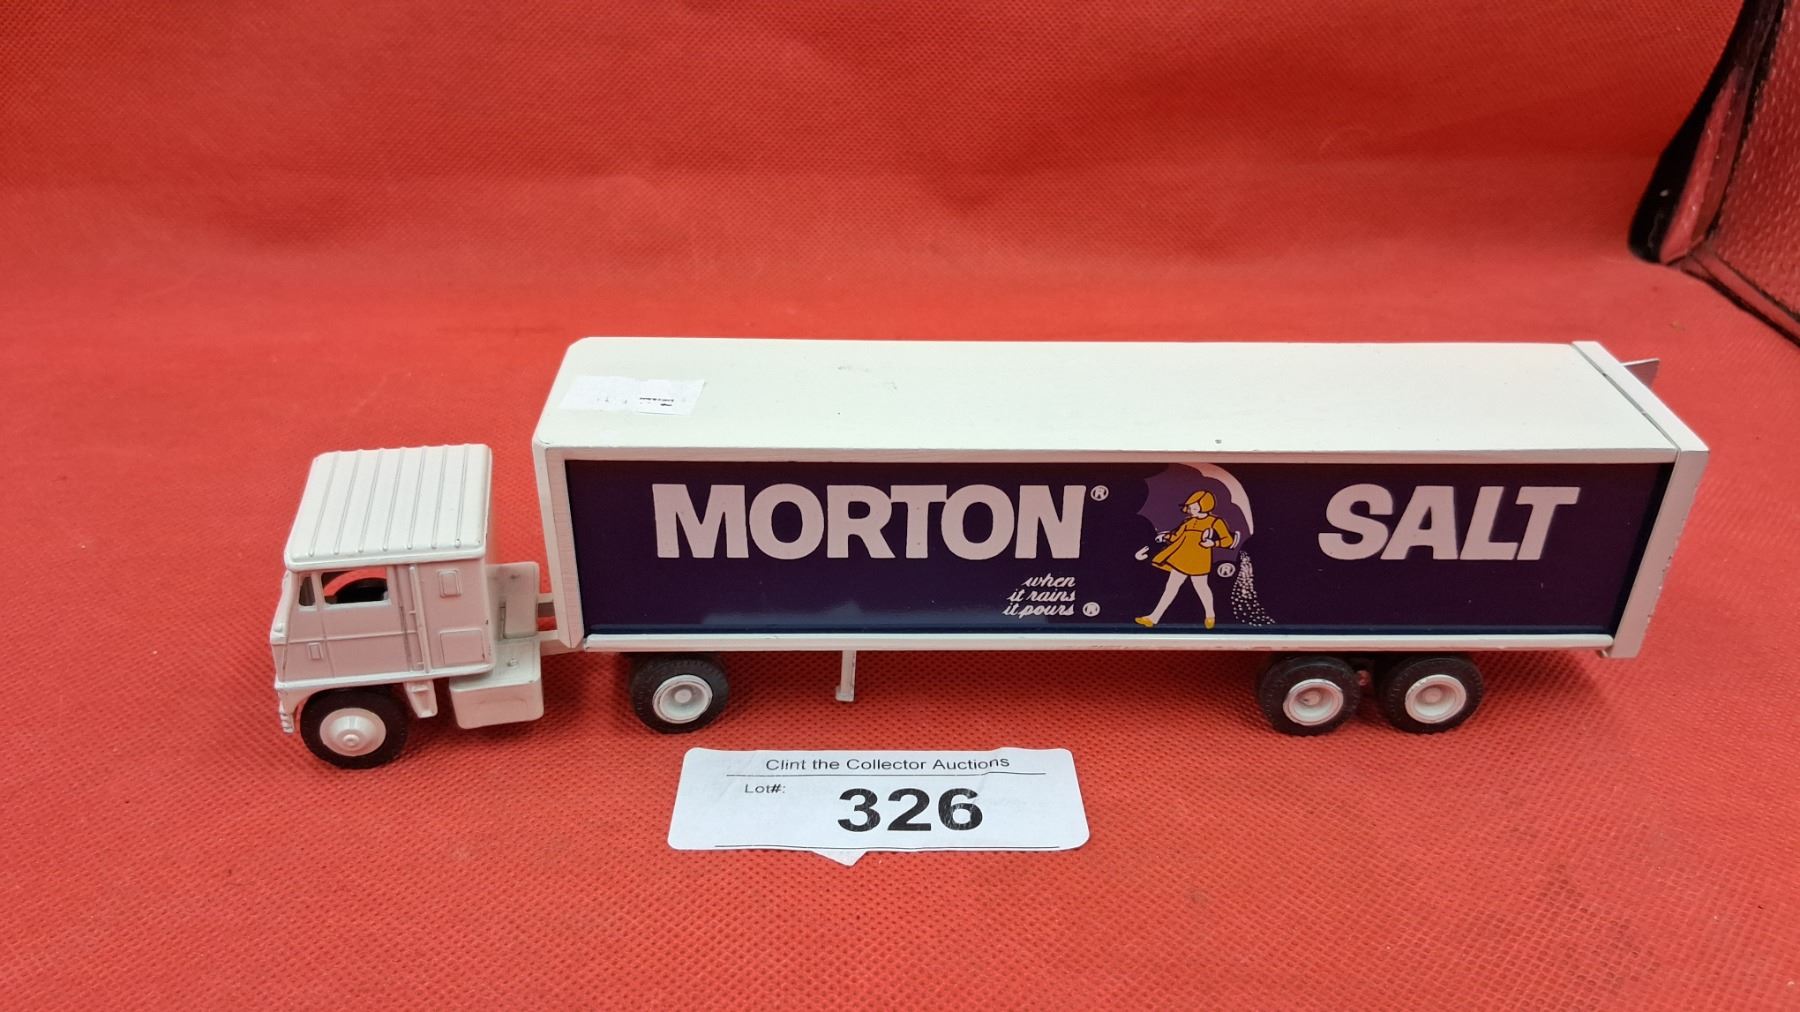 MORTON® SALT
when
it rains
it pours ®
®
Clint the Collector Auctions
Lot#:
326